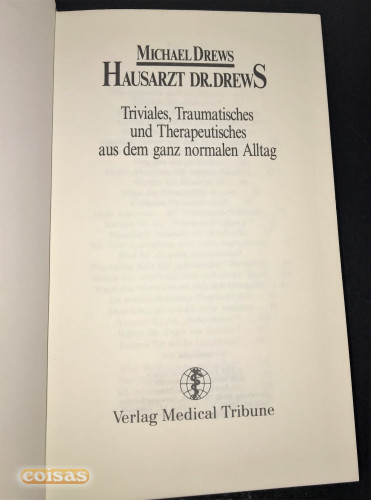 MICHAEL DREWS
HAUSARZT DR.DREWS
Triviales, Traumatisches
und Therapeutisches
aus dem ganz normalen Alltag
Verlag Medical Tribune
coisas